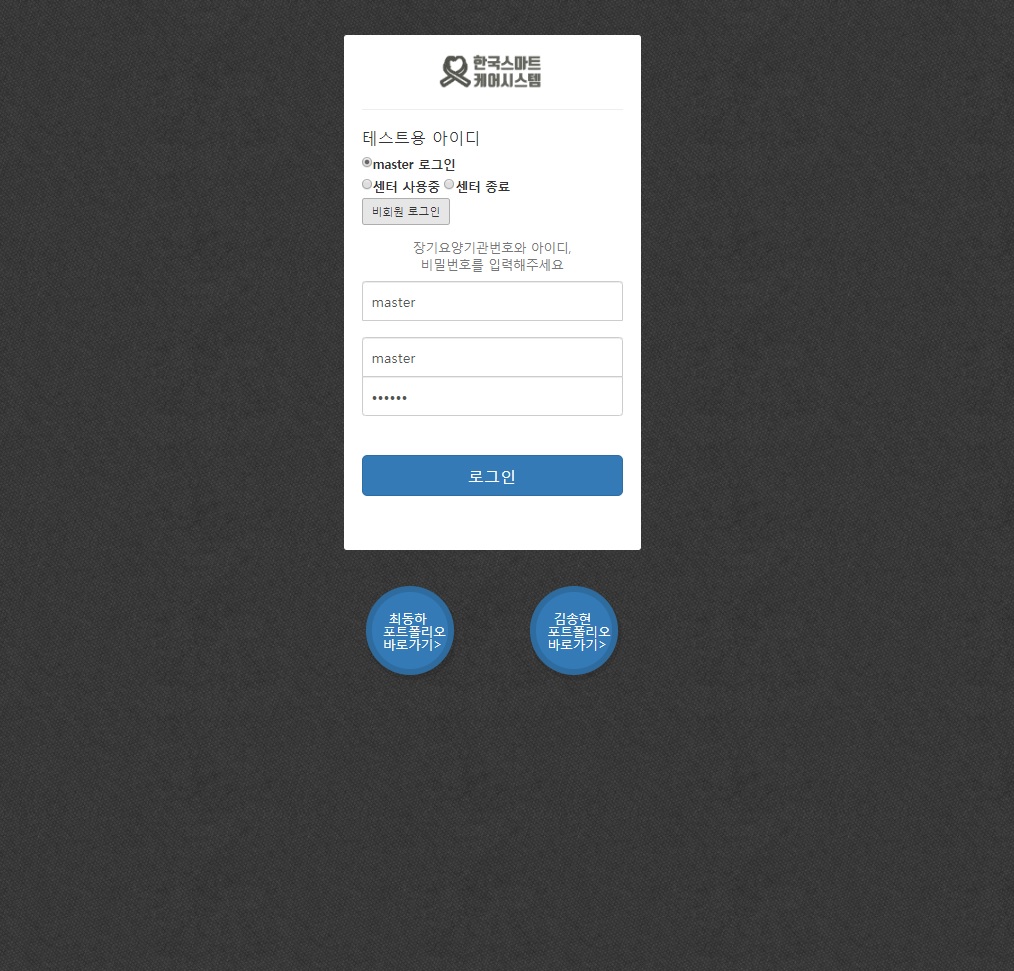 한국스마트
케어시스템
테스트용 아이디
master 로그인
센터 사용중 센터 종료
비회원 로그인
장기요양기관번호와 아이디,
비밀번호를 입력해주세요
master
master
••••••
로그인
최동하
포트폴리오
바로가기>
김송현
포트폴리오
바로가기>